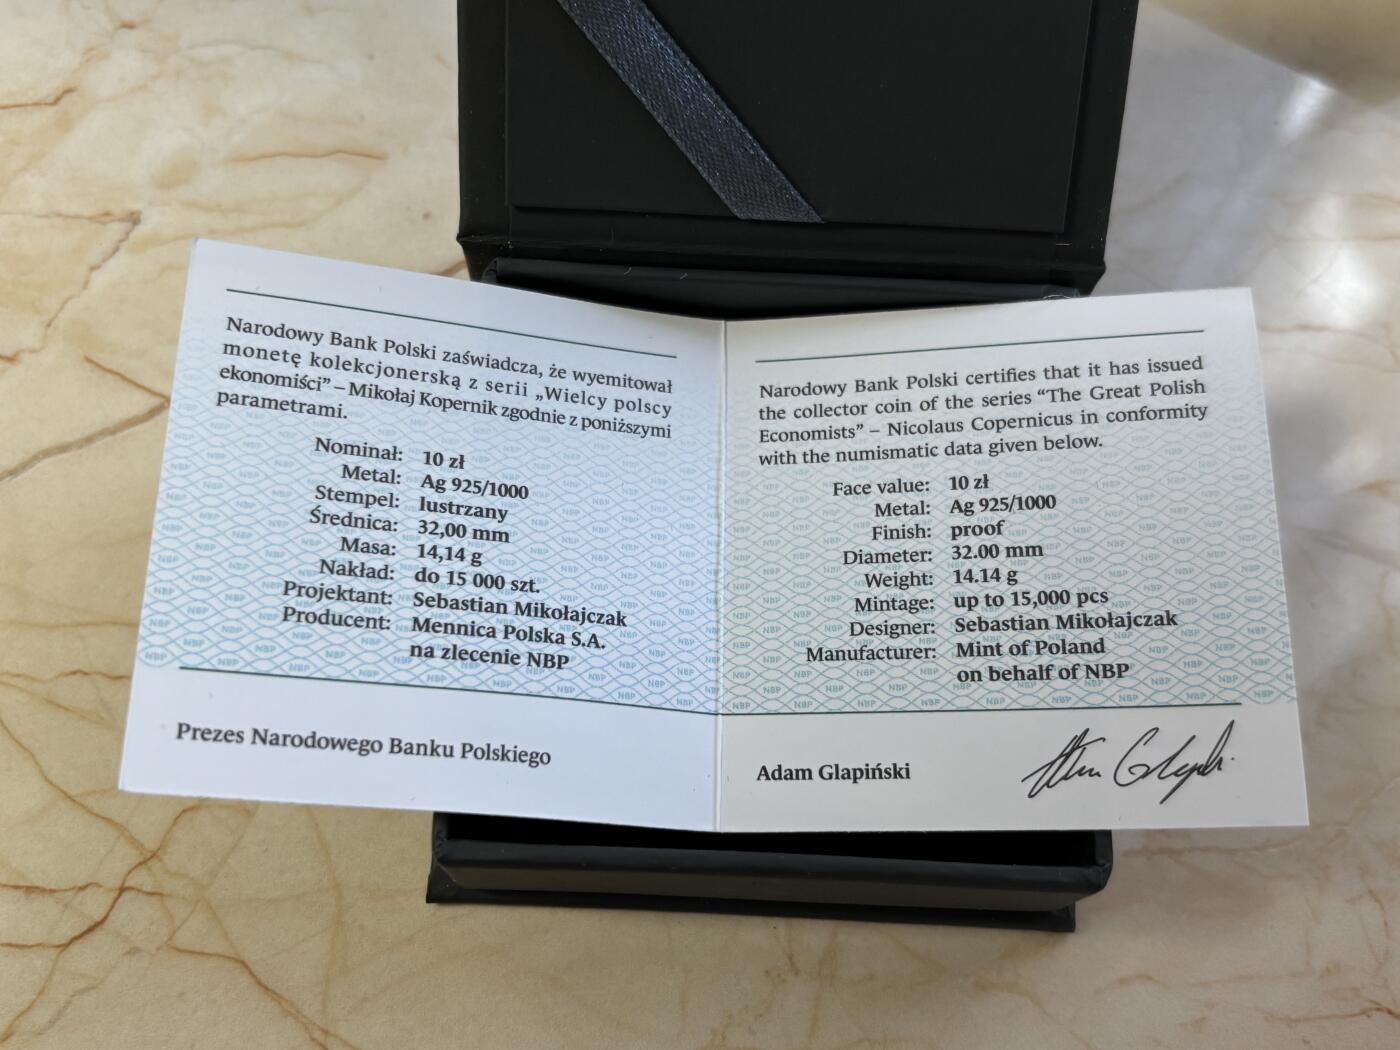 Narodowy Bank Polski zaświadcza, że wyemitował
monetę kolekcjonerską z serii „Wielcy polscy
ekonomiści” – Mikołaj Kopernik zgodnie z poniższymi
parametrami.
Nominał: 10 zł
Metal: Ag 925/1000
Stempel: lustrzany
Średnica: 32,00 mm
Masa: 14,14 g
Nakład: do 15 000 szt.
Projektant: Sebastian Mikołajczak
Producent: Mennica Polska S.A.
na zlecenie NBP
Prezes Narodowego Banku Polskiego
Narodowy Bank Polski certifies that it has issued
the collector coin of the series “The Great Polish
Economists” – Nicolaus Copernicus in conformity
with the numismatic data given below.
Face value: 10 zł
Metal: Ag 925/1000
Finish: proof
Diameter: 32.00 mm
Weight: 14.14 g
Mintage: up to 15,000 pcs
Designer: Sebastian Mikołajczak
Manufacturer: Mint of Poland
on behalf of NBP
Adam Glapiński